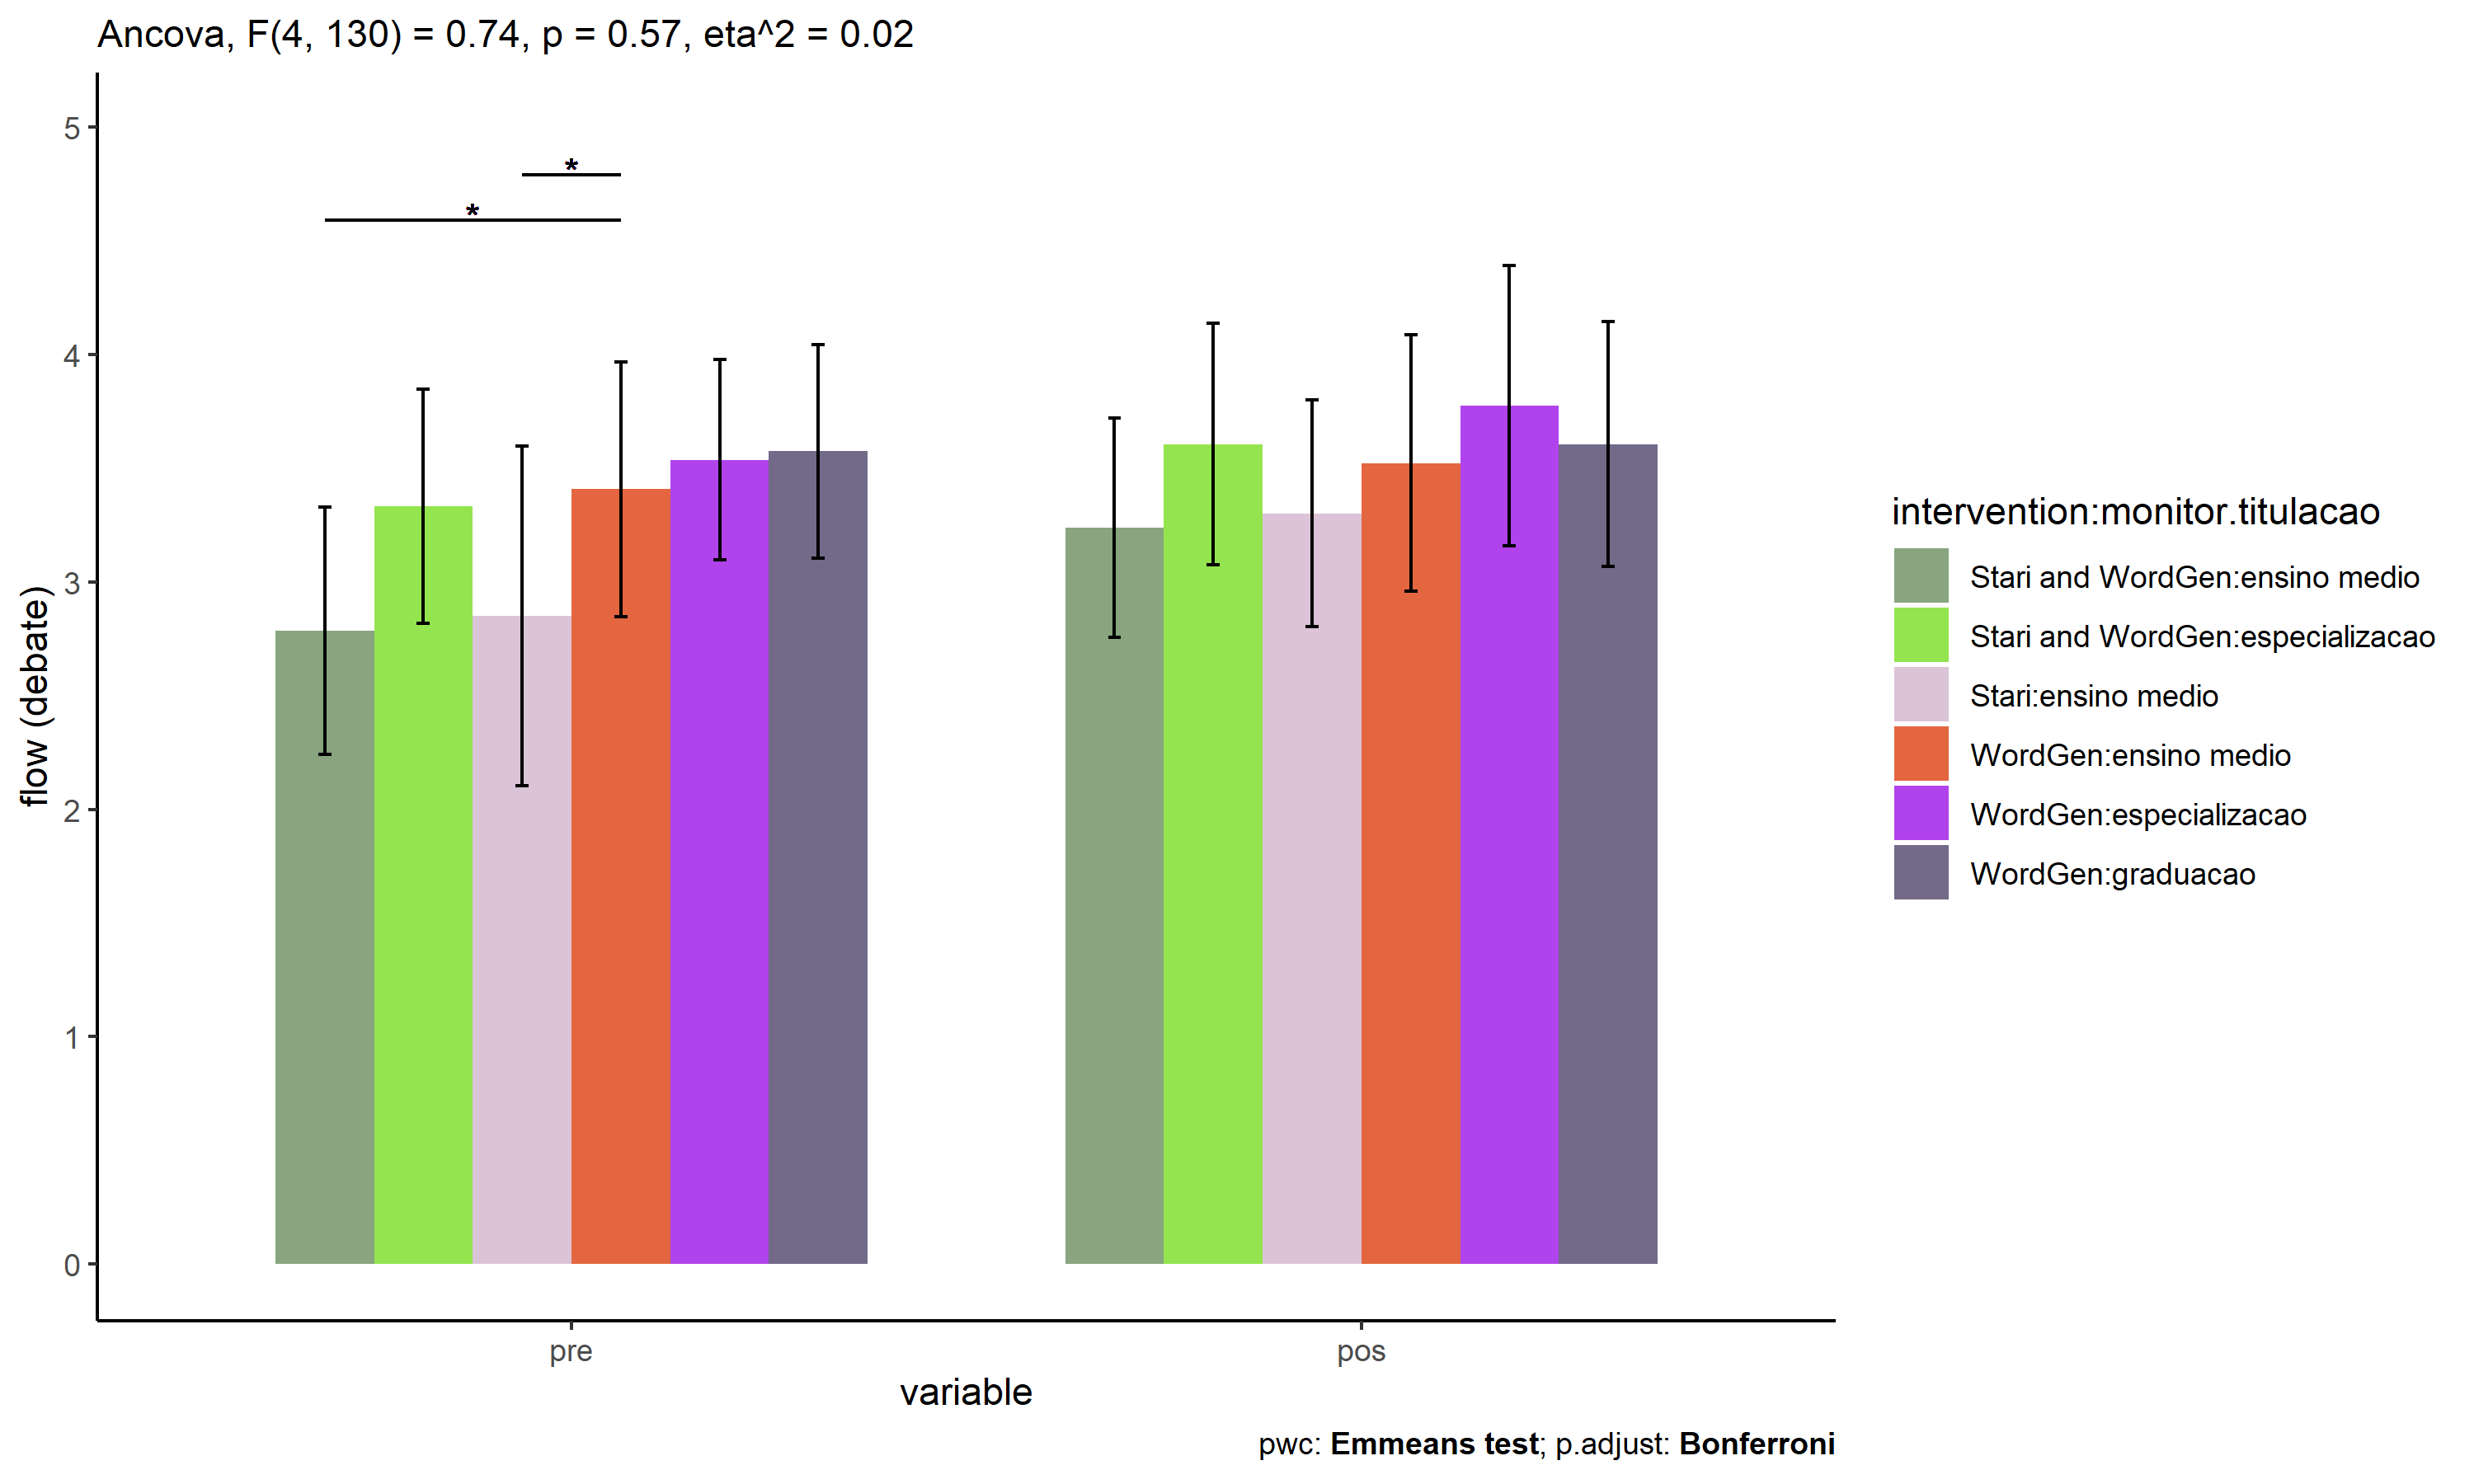 Ancova, F(4, 130) = 0.74, p = 0.57, eta^2 = 0.02
5
4
3
2
1
0
flow (debate)
*
*
pre
pos
variable
intervention:monitor.titulacao
Stari and WordGen:ensino medio
Stari and WordGen:especializacao
Stari:ensino medio
WordGen:ensino medio
WordGen:especializacao
WordGen:graduacao
pwc: Emmeans test; p.adjust: Bonferroni